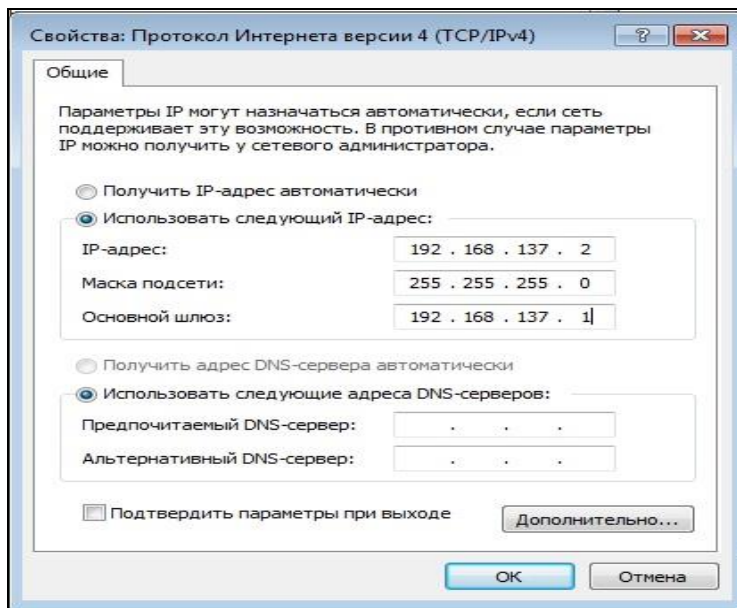 Свойства: Протокол Интернета версии 4 (TCP/IPv4)
Общие
Параметры IP могут назначаться автоматически, если сеть
поддерживает эту возможность. В противном случае параметры
IP можно получить у сетевого администратора.
Получить IP-адрес автоматически
Использовать следующий IP-адрес:
IP-адрес: 192 . 168 . 137 . 2
Маска подсети: 255 . 255 . 255 . 0
Основной шлюз: 192 . 168 . 137 . 1
Получить адрес DNS-сервера автоматически
Использовать следующие адреса DNS-серверов:
Предпочитаемый DNS-сервер: . . .
Альтернативный DNS-сервер: . . .
Подтвердить параметры при выходе
Дополнительно...
ОК Отмена